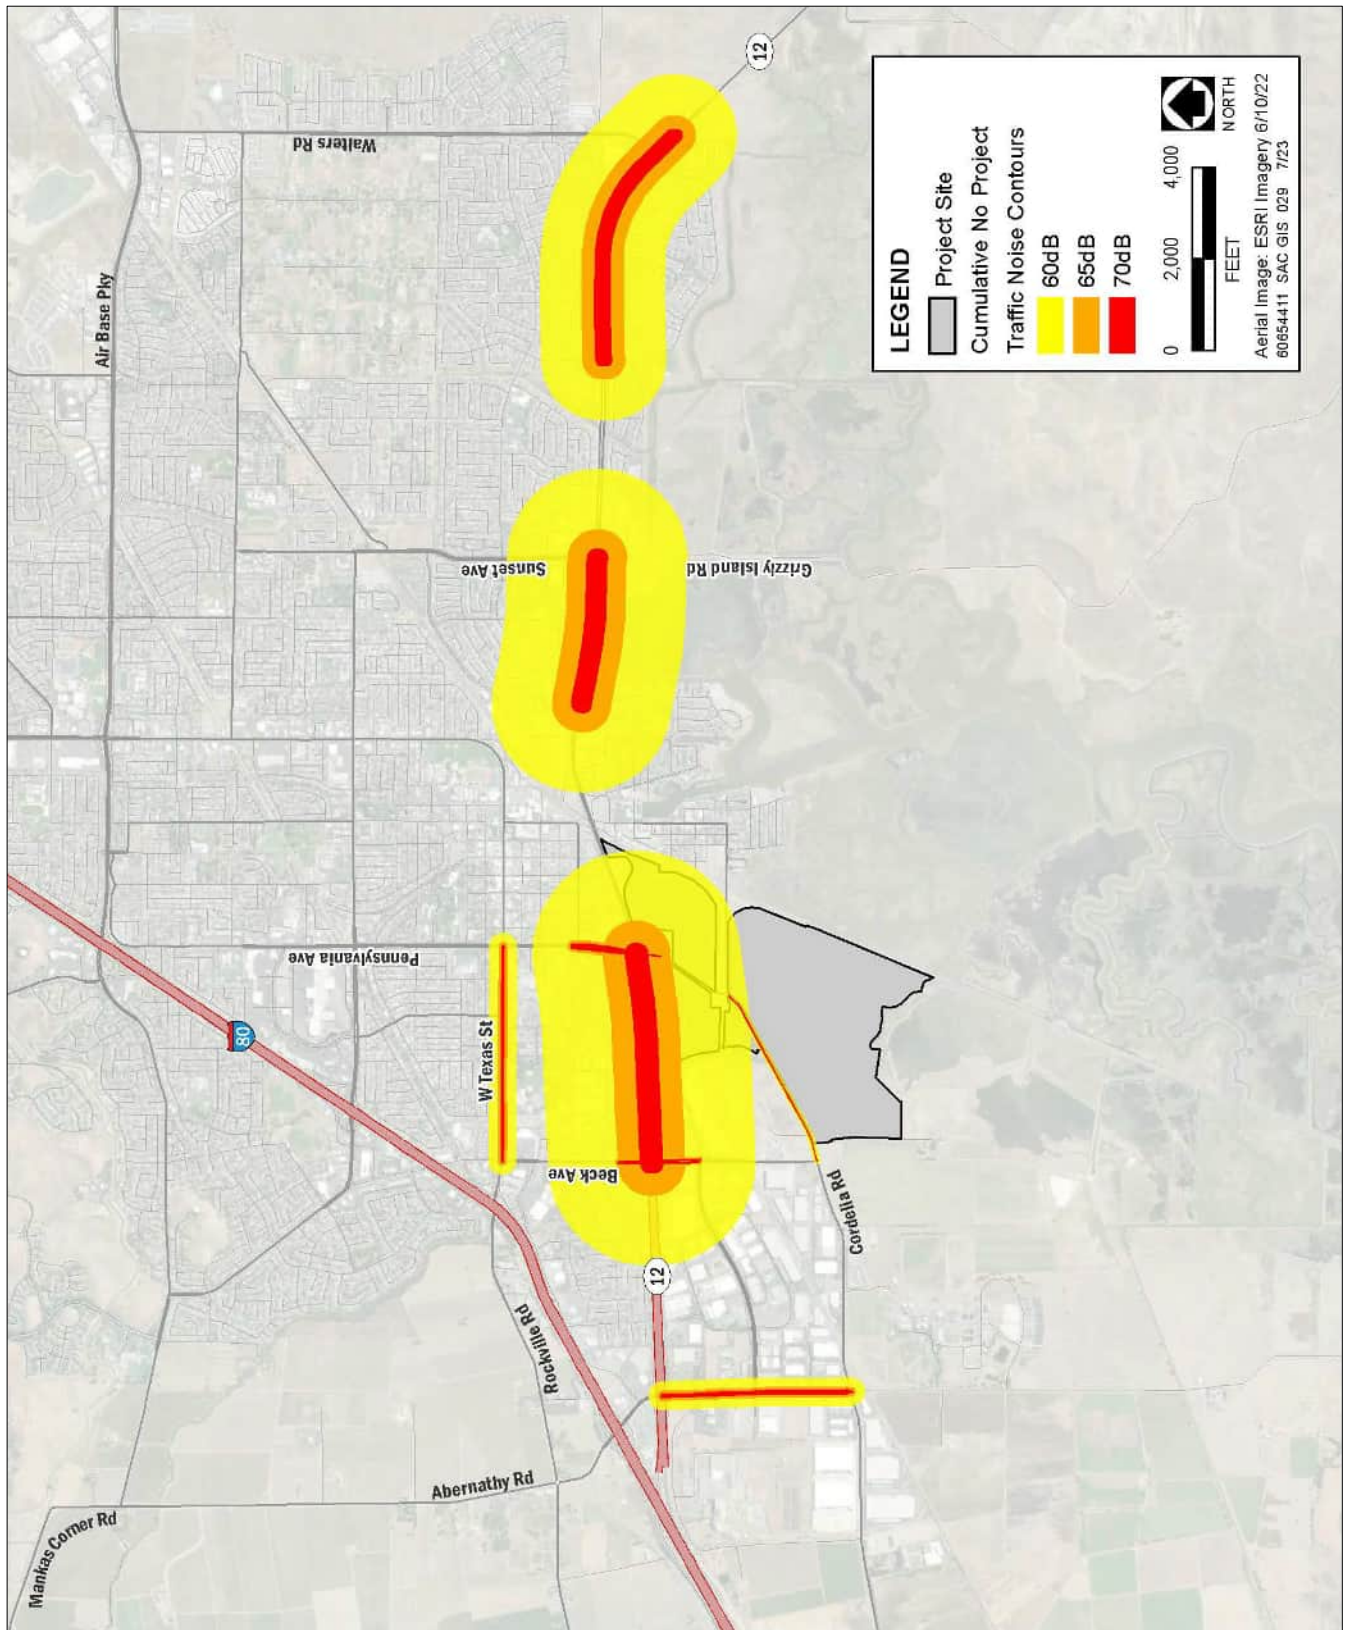 Mankas Corner Rd
Abernathy Rd
Rockville Rd
80
12
Air Base Pky
Walters Rd
Pennsylvania Ave
W Texas St
Beck Ave
Sunset Ave
Grizzly Island Rd
12
Cordelia Rd
LEGEND
Project Site
Cumulative No Project
Traffic Noise Contours
60dB
65dB
70dB
0 2,000 4,000
FEET
NORTH
Aerial Image: ESRI Imagery 6/10/22
60654411 SAC GIS 029 7/23